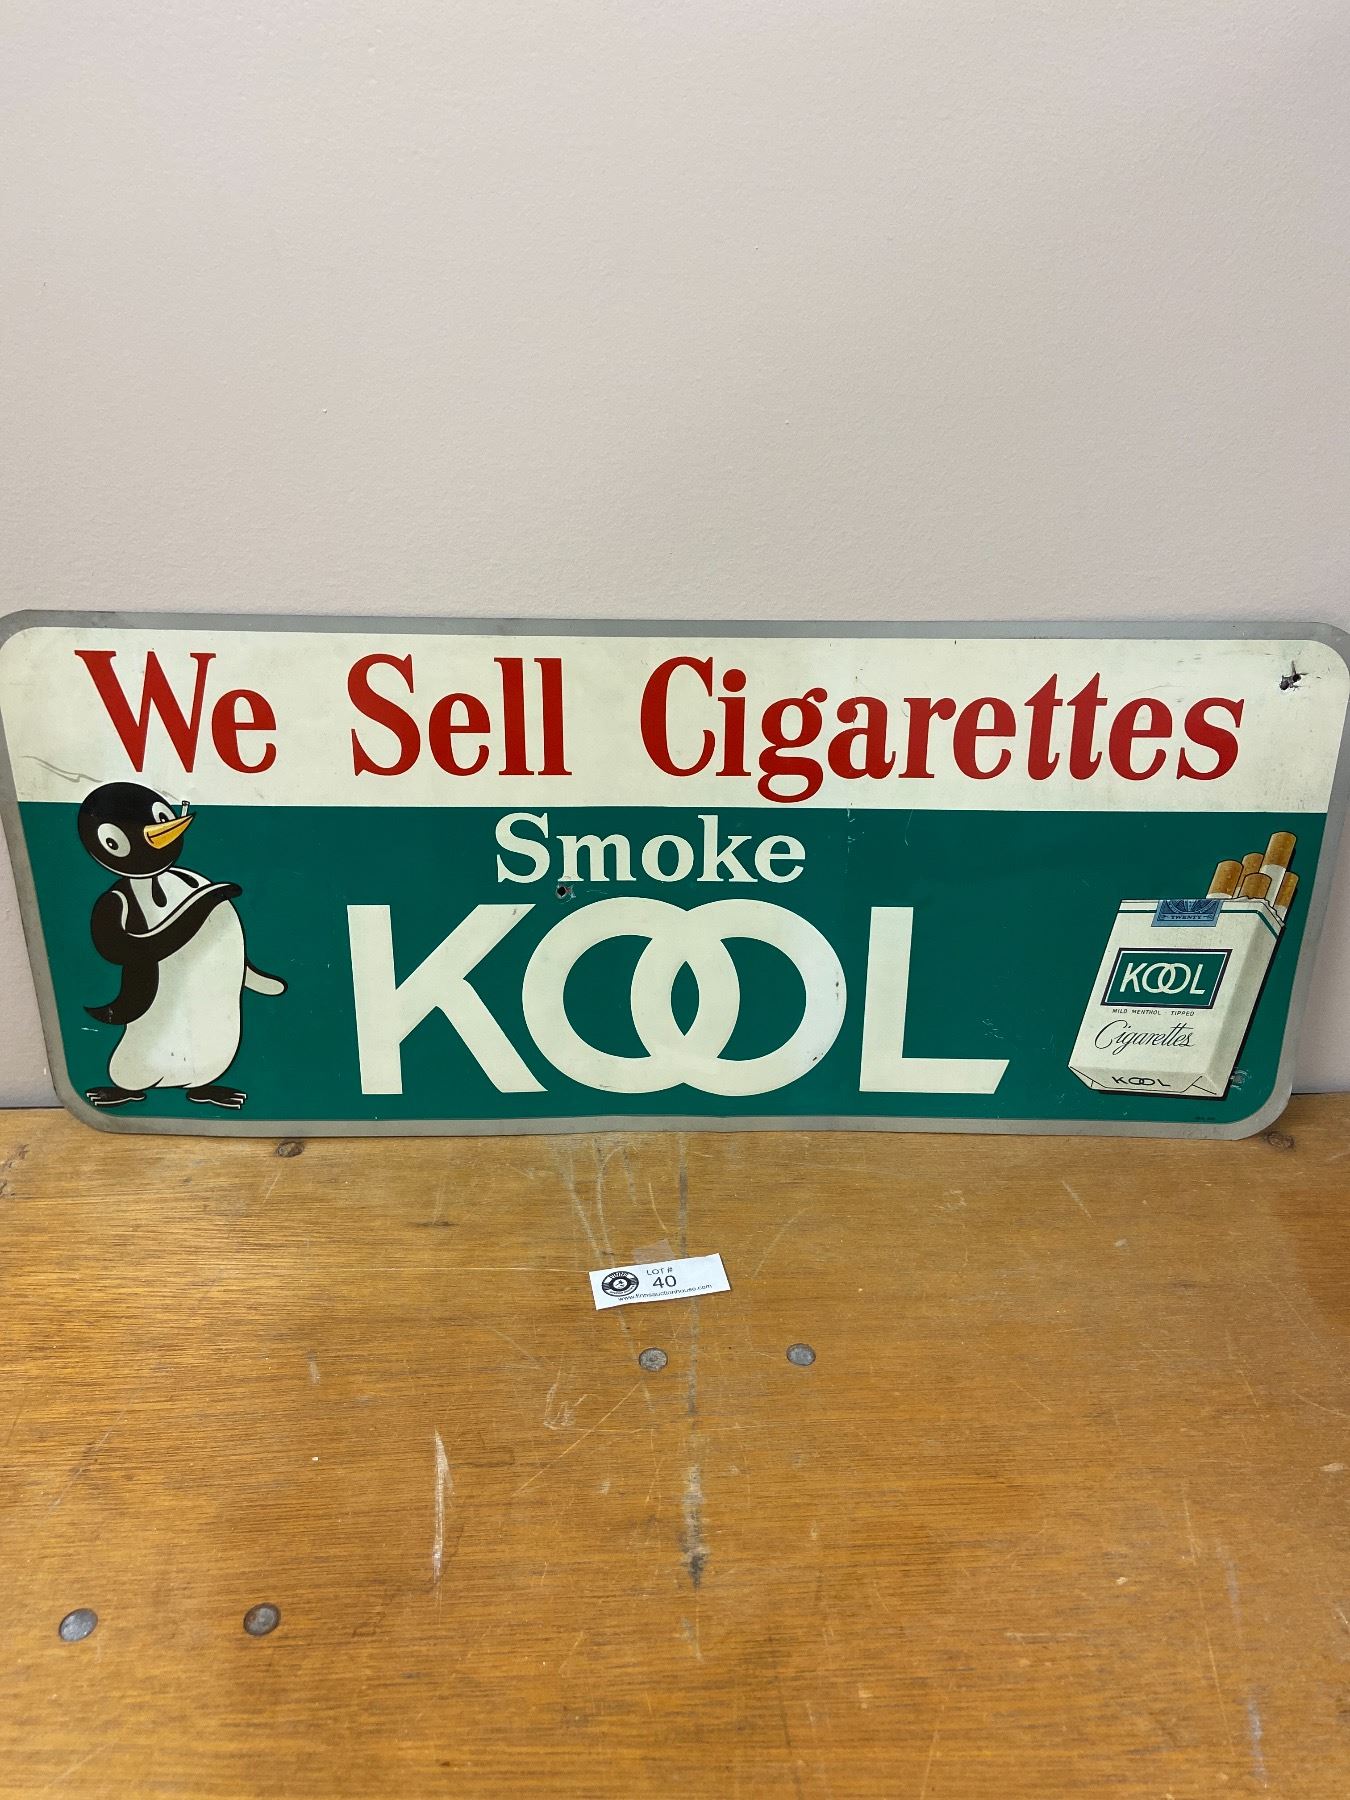 We Sell Cigarettes
Smoke
KOOL
TWENTY
KOOL
MILD MENTHOL · TIPPED
Cigarettes
KOOL
LOT #
40